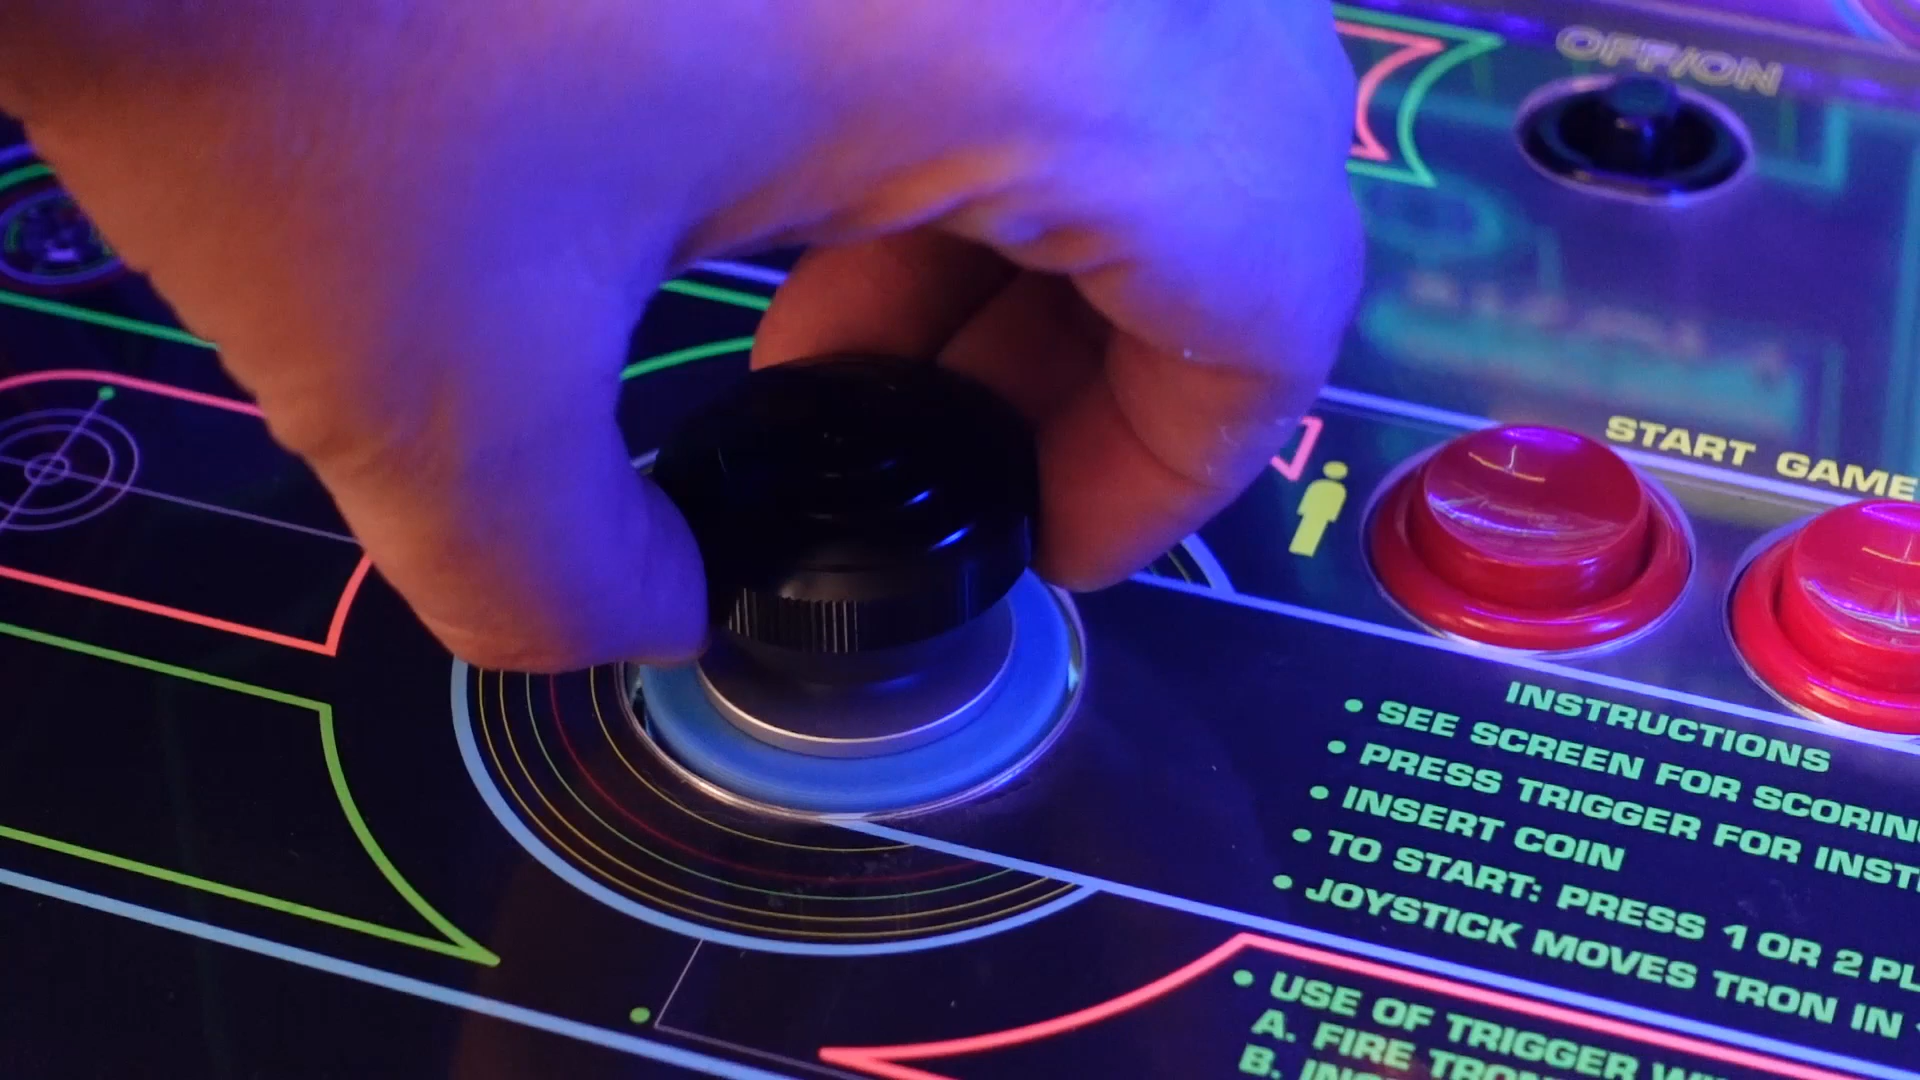 OFF/ON
START GAME
INSTRUCTIONS
• SEE SCREEN FOR SCORING
• PRESS TRIGGER FOR INST
• INSERT COIN
• TO START: PRESS 1 OR 2 PL
• JOYSTICK MOVES TRON IN
• USE OF TRIGGER W
A. FIRE TRON
B.